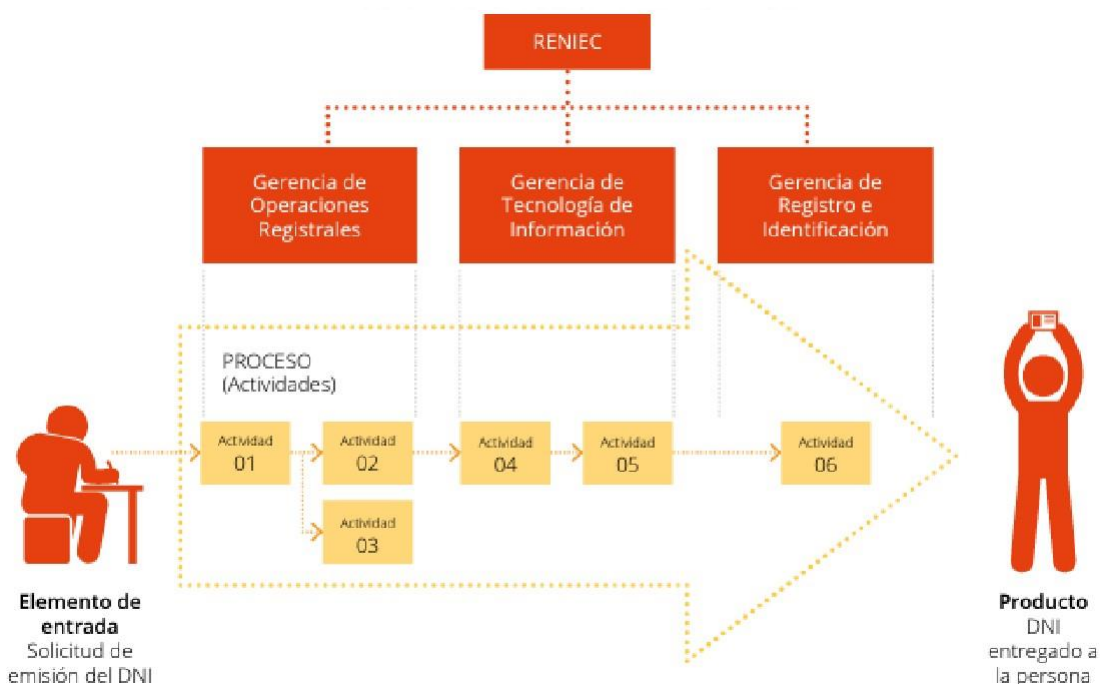 RENIEC
Gerencia de
Operaciones
Registrales
Gerencia de
Tecnología de
Información
Gerencia de
Registro e
Identificación
PROCESO
(Actividades)
Actividad
01
Actividad
02
Actividad
03
Actividad
04
Actividad
05
Actividad
06
Elemento de
entrada
Solicitud de
emisión del DNI
Producto
DNI
entregado a
la persona